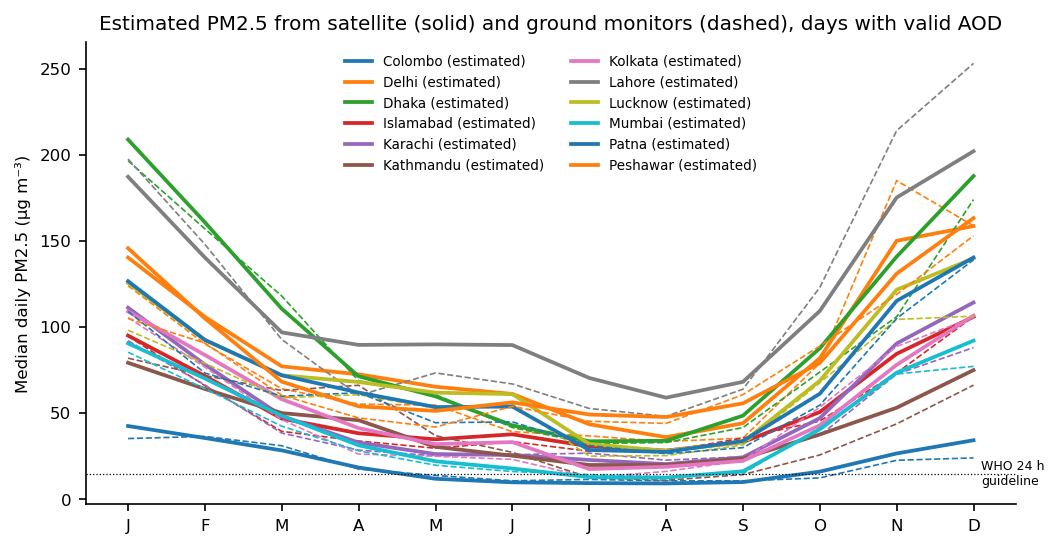 Estimated PM2.5 from satellite (solid) and ground monitors (dashed), days with valid AOD
Median daily PM2.5 (μg m⁻³)
250
200
150
100
50
0
Colombo (estimated)
Delhi (estimated)
Dhaka (estimated)
Islamabad (estimated)
Karachi (estimated)
Kathmandu (estimated)
Kolkata (estimated)
Lahore (estimated)
Lucknow (estimated)
Mumbai (estimated)
Patna (estimated)
Peshawar (estimated)
WHO 24 h
guideline
J F M A M J J A S O N D